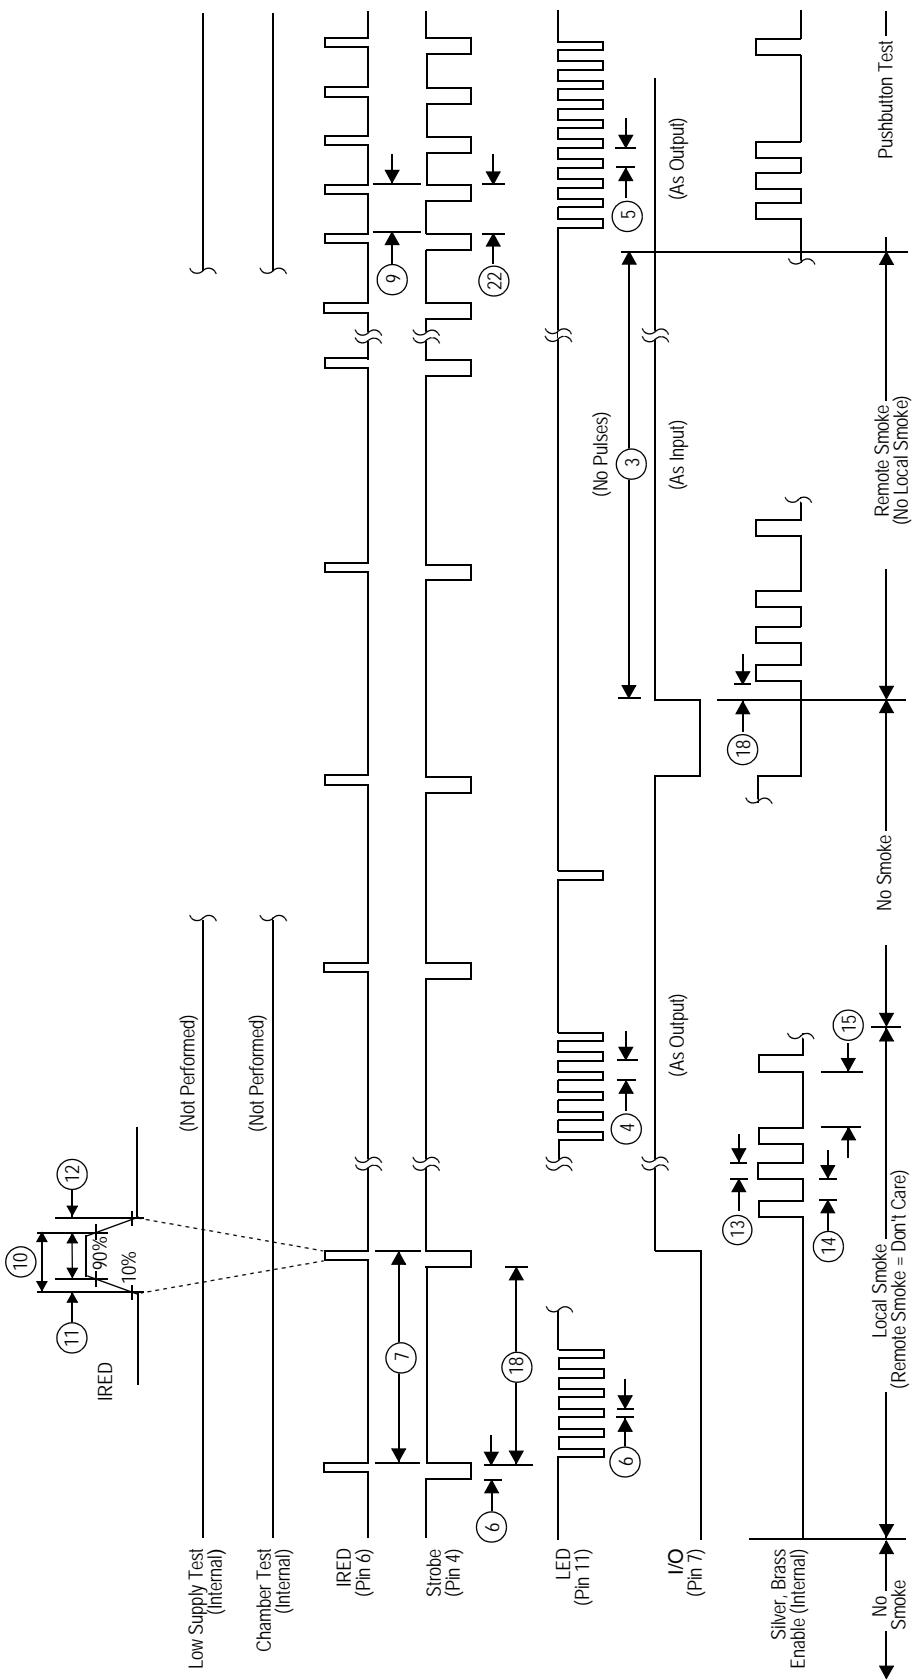 10
11
12
IRED
90%
10%
Low Supply Test
(Internal)
(Not Performed)
Chamber Test
(Internal)
(Not Performed)
IRED
(Pin 6)
7
9
Strobe
(Pin 4)
6
18
22
LED
(Pin 11)
6
4
(No Pulses)
3
5
I/O
(Pin 7)
(As Output)
(As Input)
(As Output)
Silver, Brass
Enable (Internal)
13
14
15
18
No
Smoke
Local Smoke
(Remote Smoke = Don't Care)
No Smoke
Remote Smoke
(No Local Smoke)
Pushbutton Test